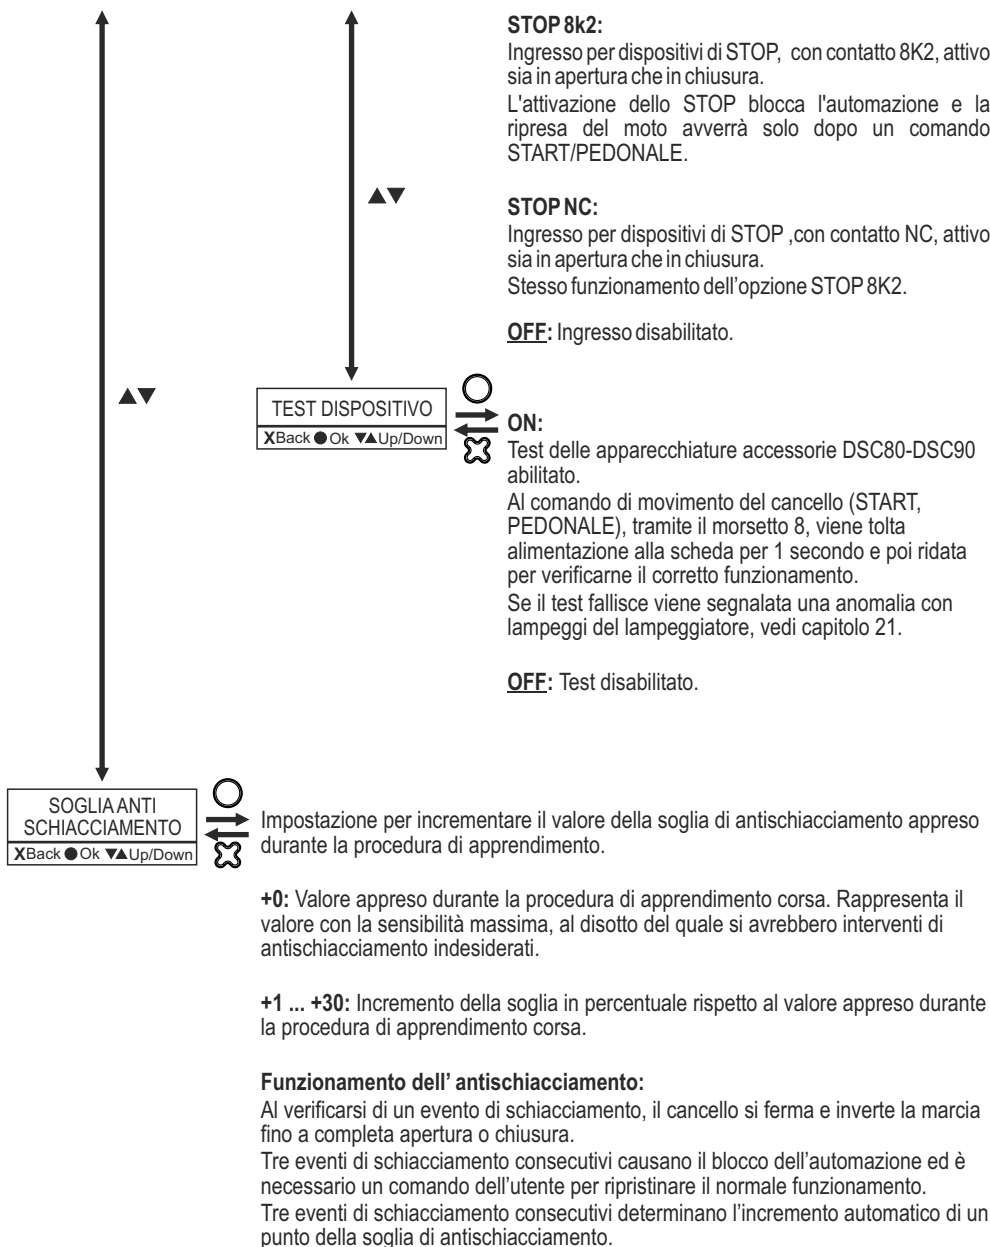 STOP 8k2:
Ingresso per dispositivi di STOP, con contatto 8K2, attivo
sia in apertura che in chiusura.
L'attivazione dello STOP blocca l'automazione e la
ripresa del moto avverrà solo dopo un comando
START/PEDONALE.
▲▼
STOP NC:
Ingresso per dispositivi di STOP ,con contatto NC, attivo
sia in apertura che in chiusura.
Stesso funzionamento dell'opzione STOP 8K2.
OFF: Ingresso disabilitato.
▲▼
TEST DISPOSITIVO
XBack ●Ok ▼▲Up/Down
ON:
Test delle apparecchiature accessorie DSC80-DSC90
abilitato.
Al comando di movimento del cancello (START,
PEDONALE), tramite il morsetto 8, viene tolta
alimentazione alla scheda per 1 secondo e poi ridata
per verificarne il corretto funzionamento.
Se il test fallisce viene segnalata una anomalia con
lampeggi del lampeggiatore, vedi capitolo 21.
OFF: Test disabilitato.
SOGLIA ANTI
SCHIACCIAMENTO
XBack ●Ok ▼▲Up/Down
Impostazione per incrementare il valore della soglia di antischiacciamento appreso
durante la procedura di apprendimento.
+0: Valore appreso durante la procedura di apprendimento corsa. Rappresenta il
valore con la sensibilità massima, al disotto del quale si avrebbero interventi di
antischiacciamento indesiderati.
+1 ... +30: Incremento della soglia in percentuale rispetto al valore appreso durante
la procedura di apprendimento corsa.
Funzionamento dell' antischiacciamento:
Al verificarsi di un evento di schiacciamento, il cancello si ferma e inverte la marcia
fino a completa apertura o chiusura.
Tre eventi di schiacciamento consecutivi causano il blocco dell'automazione ed è
necessario un comando dell'utente per ripristinare il normale funzionamento.
Tre eventi di schiacciamento consecutivi determinano l'incremento automatico di un
punto della soglia di antischiacciamento.